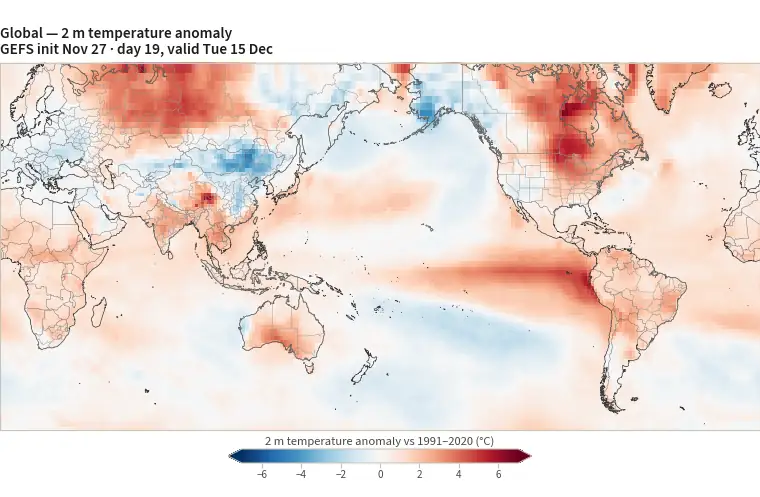 Global — 2 m temperature anomaly
GEFS init Nov 27 · day 19, valid Tue 15 Dec
2 m temperature anomaly vs 1991–2020 (°C)
−6 −4 −2 0 2 4 6